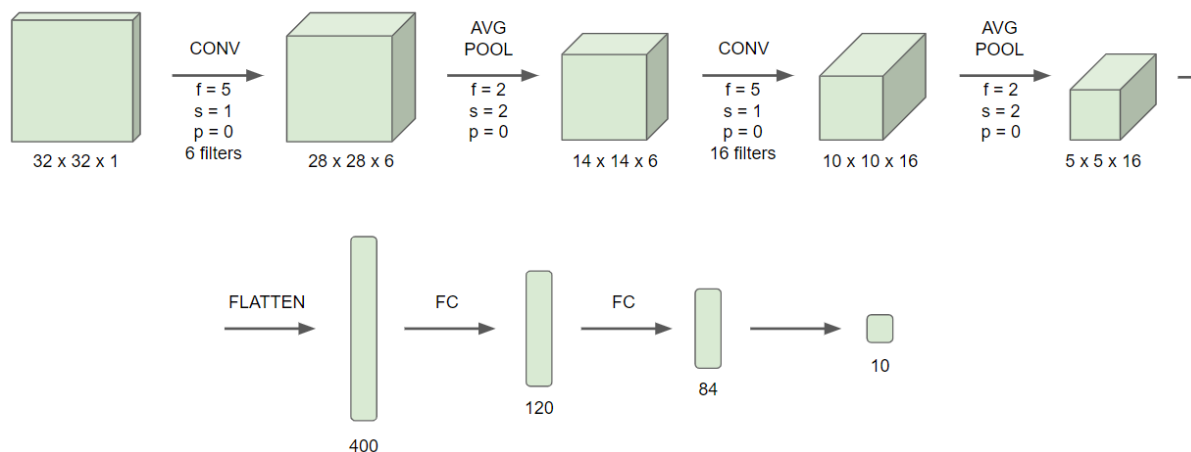 CONV
f = 5
s = 1
p = 0
6 filters
32 x 32 x 1
28 x 28 x 6
AVG
POOL
f = 2
s = 2
p = 0
14 x 14 x 6
CONV
f = 5
s = 1
p = 0
16 filters
10 x 10 x 16
AVG
POOL
f = 2
s = 2
p = 0
5 x 5 x 16
FLATTEN
400
FC
120
FC
84
10